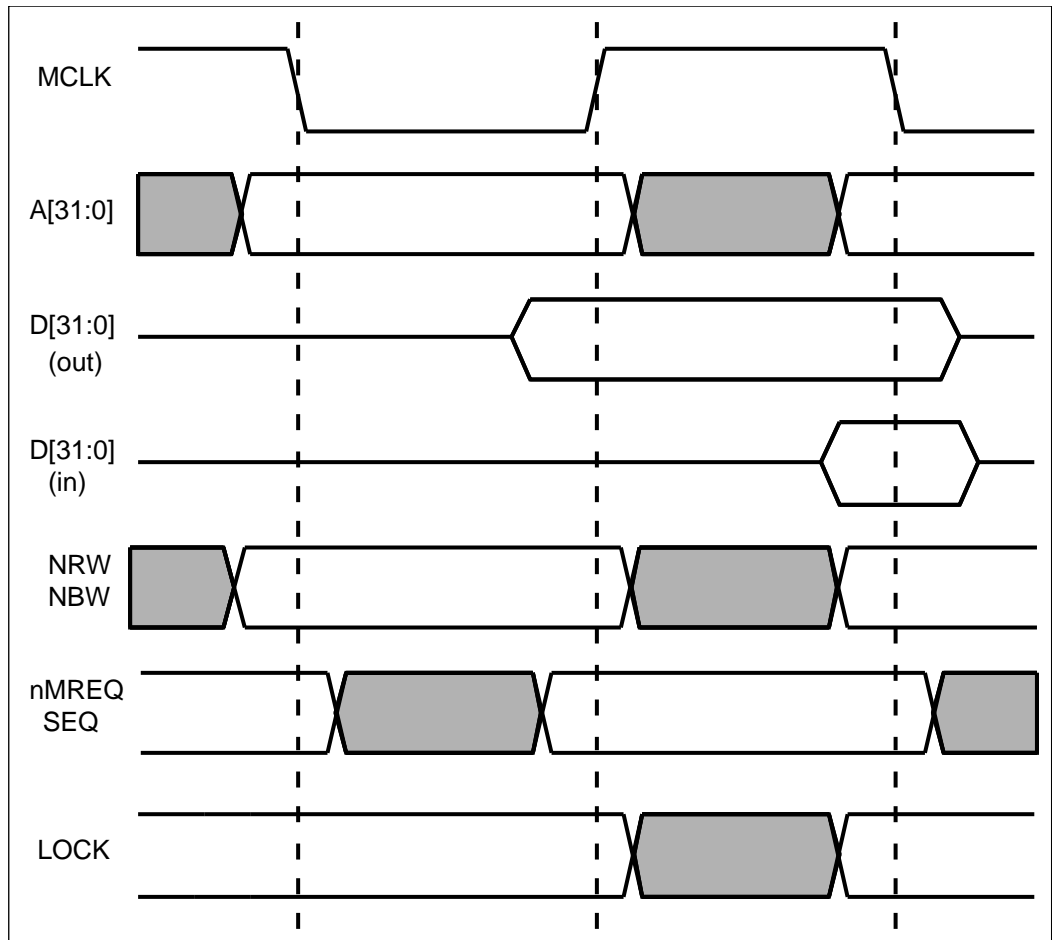 MCLK
A[31:0]
D[31:0]
(out)
D[31:0]
(in)
NRW
NBW
nMREQ
SEQ
LOCK